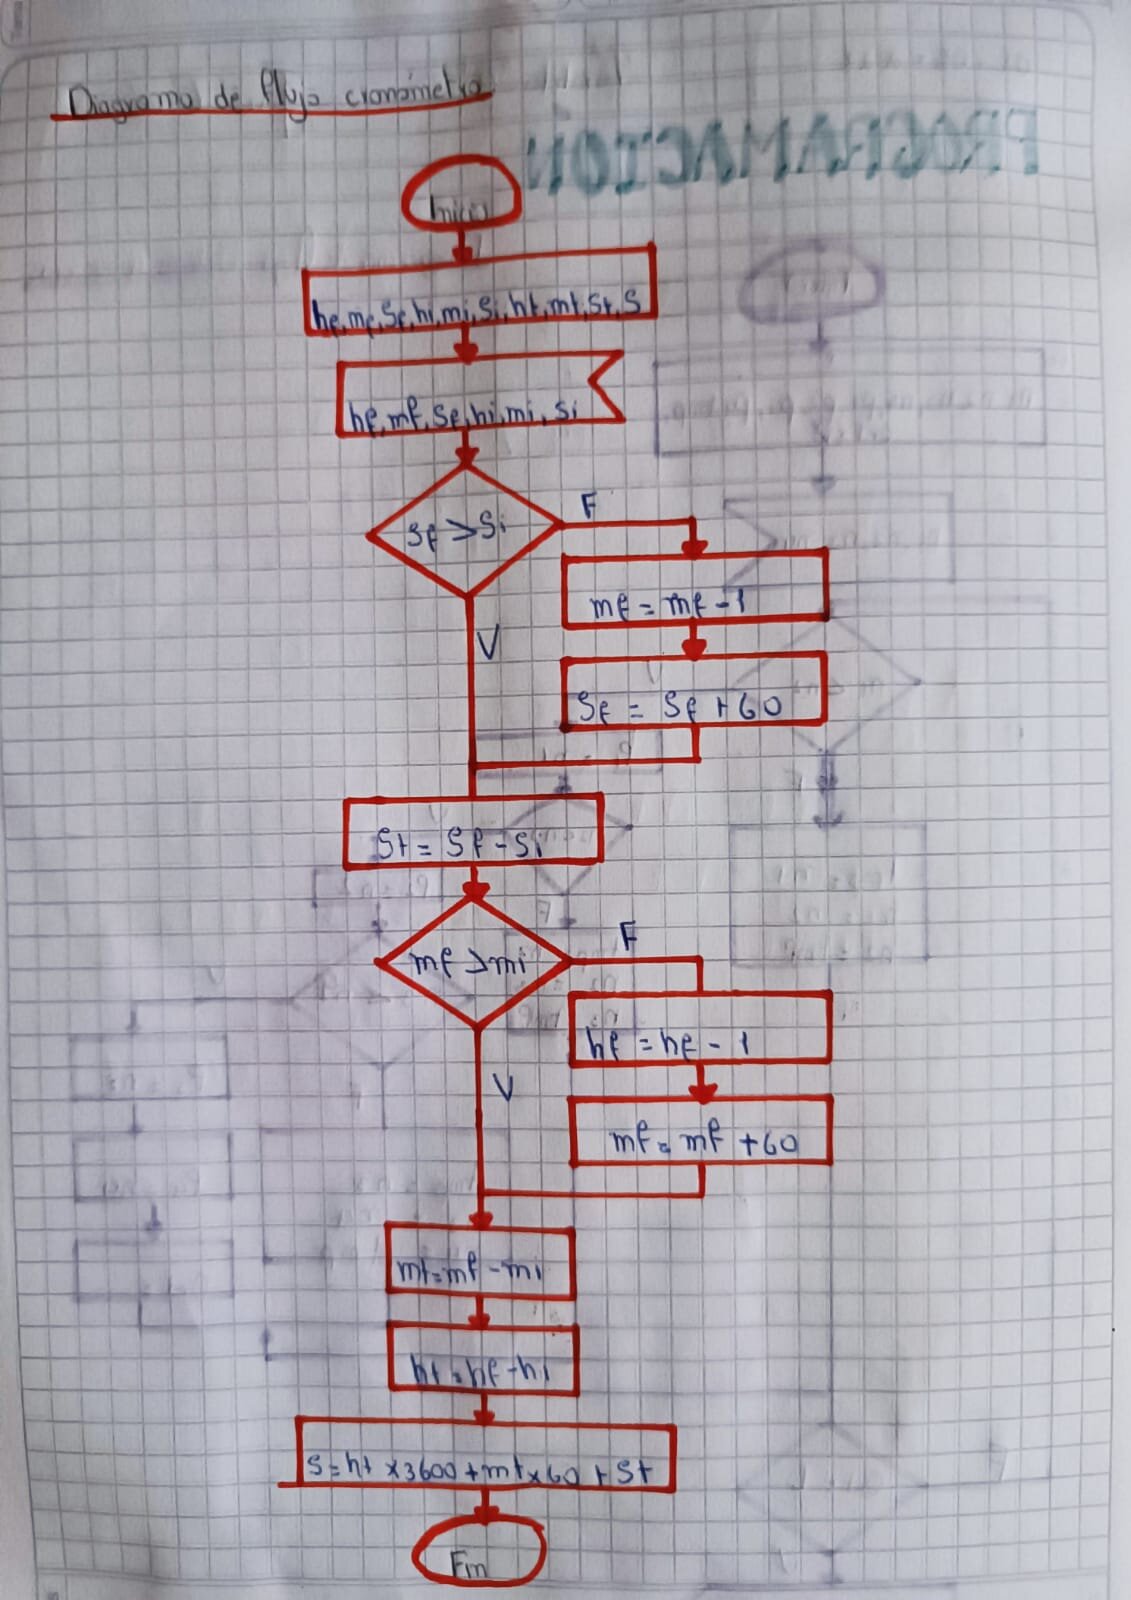 Diagrama de flujo cronómetro
PROGRAMACIÓN
Inicio
hf, mf, Sf, hi, mi, Si, ht, mt, St, S
hf, mf, Sf, hi, mi, si
Sf > Si
F
mf = mf - 1
V
Sf = Sf + 60
St = Sf - Si
F
mf > mi
hf = hf - 1
V
mf = mf + 60
mt = mf - mi
ht = hf - hi
S = ht x 3600 + mt x 60 + St
Fin